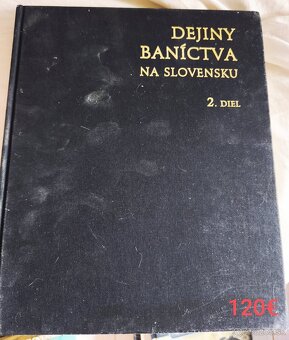 DEJINY
BANÍCTVA
NA SLOVENSKU
2. DIEL
120€